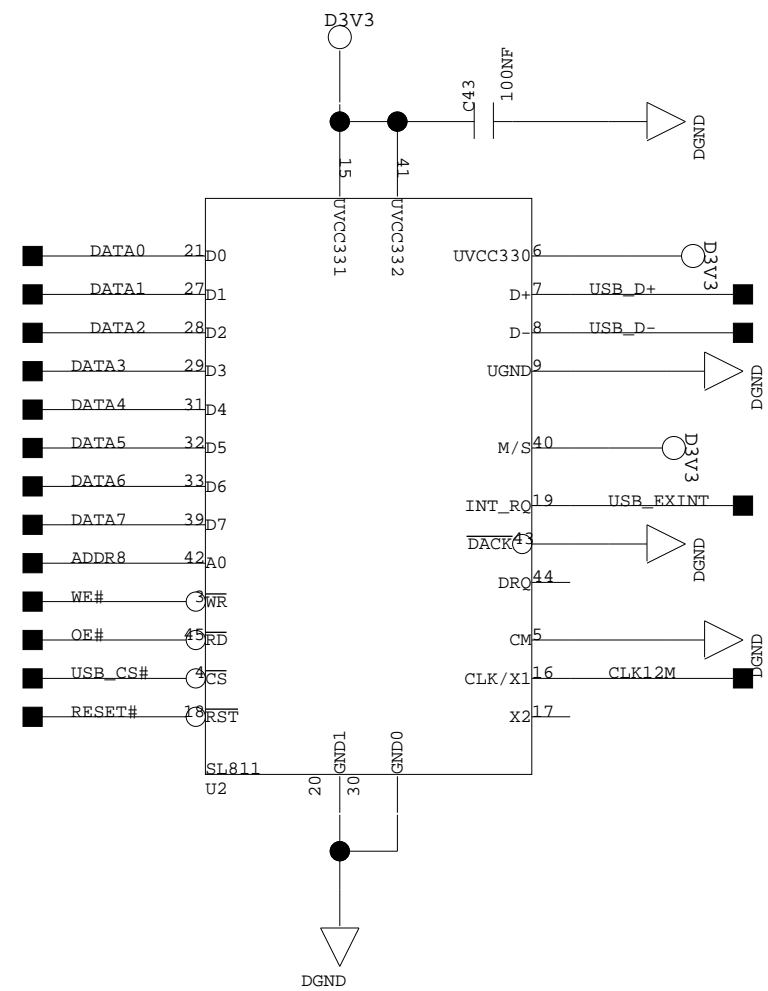 D3V3
C43 100NF
DGND
15 41
UVCC331 UVCC332
DATA0 21 D0 UVCC330 6 D3V3
DATA1 27 D1 D+ 7 USB_D+
DATA2 28 D2 D- 8 USB_D-
DATA3 29 D3 UGND 9 DGND
DATA4 31 D4
DATA5 32 D5 M/S 40 D3V3
DATA6 33 D6 INT_RQ 19 USB_EXINT
DATA7 39 D7 DACK 43 DGND
ADDR8 42 A0 DRQ 44
WE# 3 WR
OE# 45 RD CM 5 DGND
USB_CS# 4 CS CLK/X1 16 CLK12M
RESET# 18 RST X2 17
GND1 GND0
SL811
U2
20 30
DGND